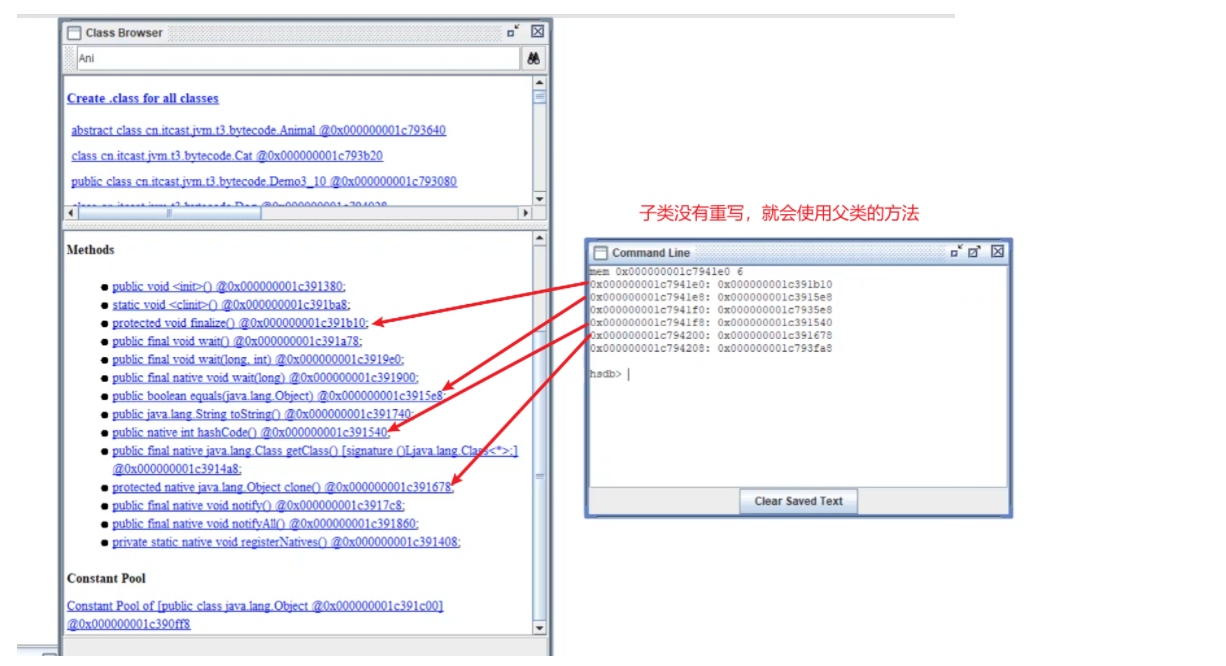 Class Browser
Ani
Create .class for all classes
abstract class cn.itcast.jvm.t3.bytecode.Animal @0x000000001c793640
class cn.itcast.jvm.t3.bytecode.Cat @0x000000001c793b20
public class cn.itcast.jvm.t3.bytecode.Demo3_10 @0x000000001c793080
Methods
public void <init>() @0x000000001c391380;
static void <clinit>() @0x000000001c391ba8;
protected void finalize() @0x000000001c391b10;
public final void wait() @0x000000001c391a78;
public final void wait(long, int) @0x000000001c3919e0;
public final native void wait(long) @0x000000001c391900;
public boolean equals(java.lang.Object) @0x000000001c3915e8;
public java.lang.String toString() @0x000000001c391740;
public native int hashCode() @0x000000001c391540;
public final native java.lang.Class getClass() [signature ()Ljava.lang.Class<*>;]
@0x000000001c3914a8;
protected native java.lang.Object clone() @0x000000001c391678;
public final native void notify() @0x000000001c3917c8;
public final native void notifyAll() @0x000000001c391860;
private static native void registerNatives() @0x000000001c391408;
Constant Pool
Constant Pool of [public class java.lang.Object @0x000000001c391c00]
@0x000000001c390ff8
子类没有重写，就会使用父类的方法
Command Line
mem 0x000000001c7941e0 6
0x000000001c7941e0: 0x000000001c391b10
0x000000001c7941e8: 0x000000001c3915e8
0x000000001c7941f0: 0x000000001c7935e8
0x000000001c7941f8: 0x000000001c391540
0x000000001c794200: 0x000000001c391678
0x000000001c794208: 0x000000001c793fa8
hsdb>
Clear Saved Text